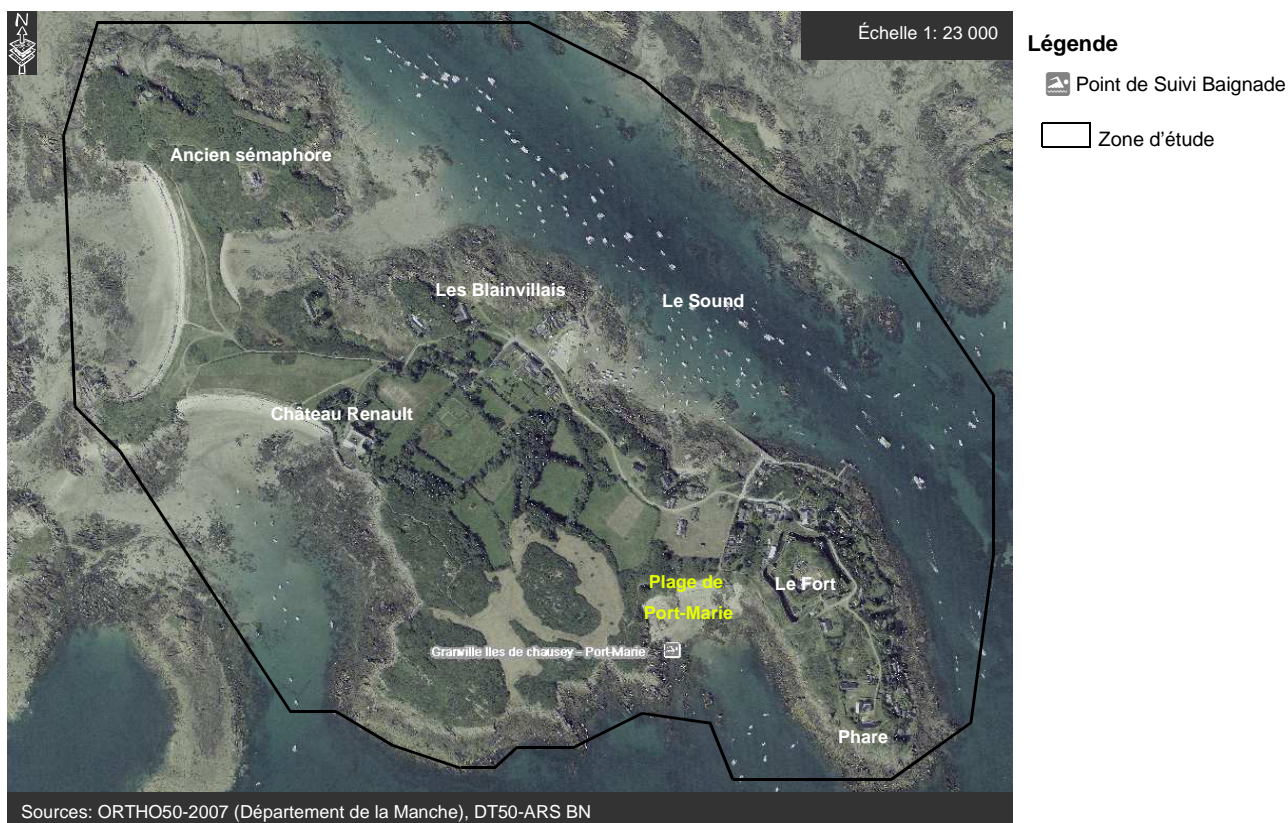 N
Échelle 1: 23 000
Légende
Point de Suivi Baignade
Zone d'étude
Ancien sémaphore
Les Blainvillais
Le Sound
Château Renault
Plage de
Port-Marie
Le Fort
Granville Iles de chausey – Port-Marie
Phare
Sources: ORTHO50-2007 (Département de la Manche), DT50-ARS BN